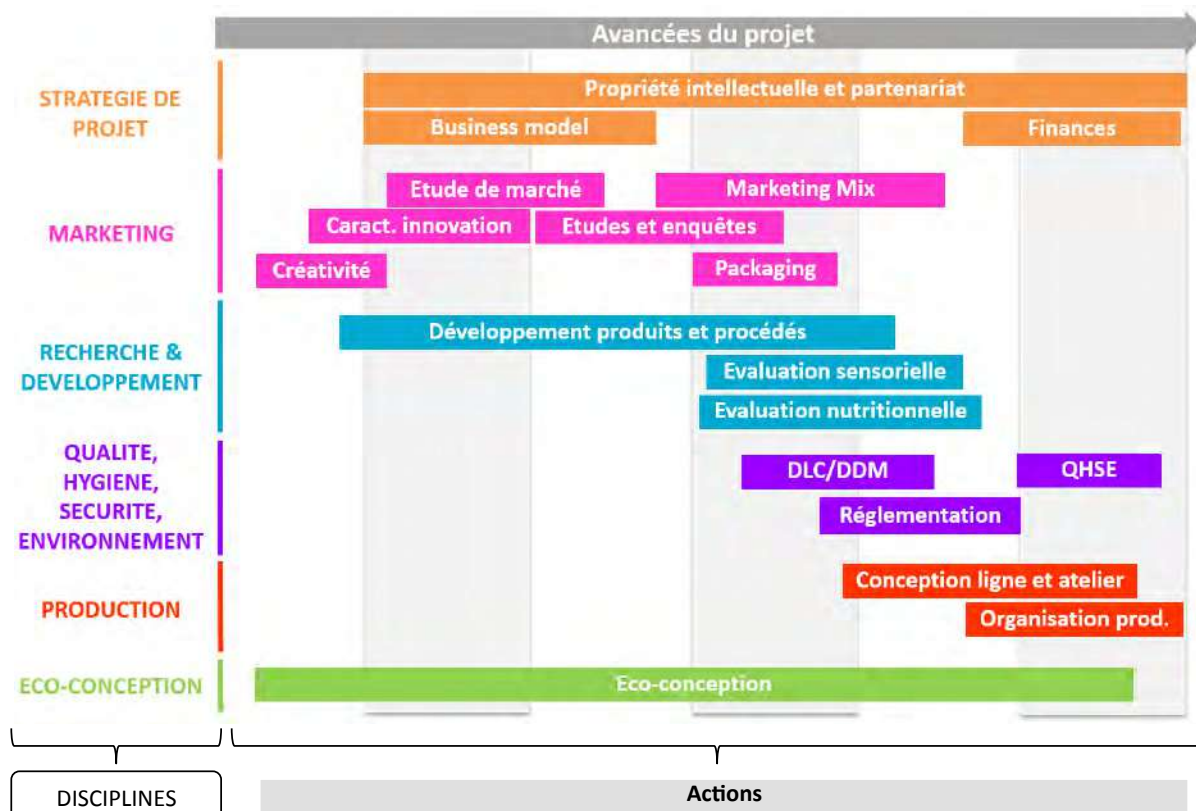 Avancées du projet
STRATEGIE DE
PROJET
Propriété intellectuelle et partenariat
Business model
Finances
MARKETING
Etude de marché
Marketing Mix
Caract. innovation
Etudes et enquêtes
Créativité
Packaging
RECHERCHE &
DEVELOPPEMENT
Développement produits et procédés
Evaluation sensorielle
Evaluation nutritionnelle
QUALITE,
HYGIENE,
SECURITE,
ENVIRONNEMENT
DLC/DDM
QHSE
Réglementation
PRODUCTION
Conception ligne et atelier
Organisation prod.
ECO-CONCEPTION
Eco-conception
DISCIPLINES
Actions